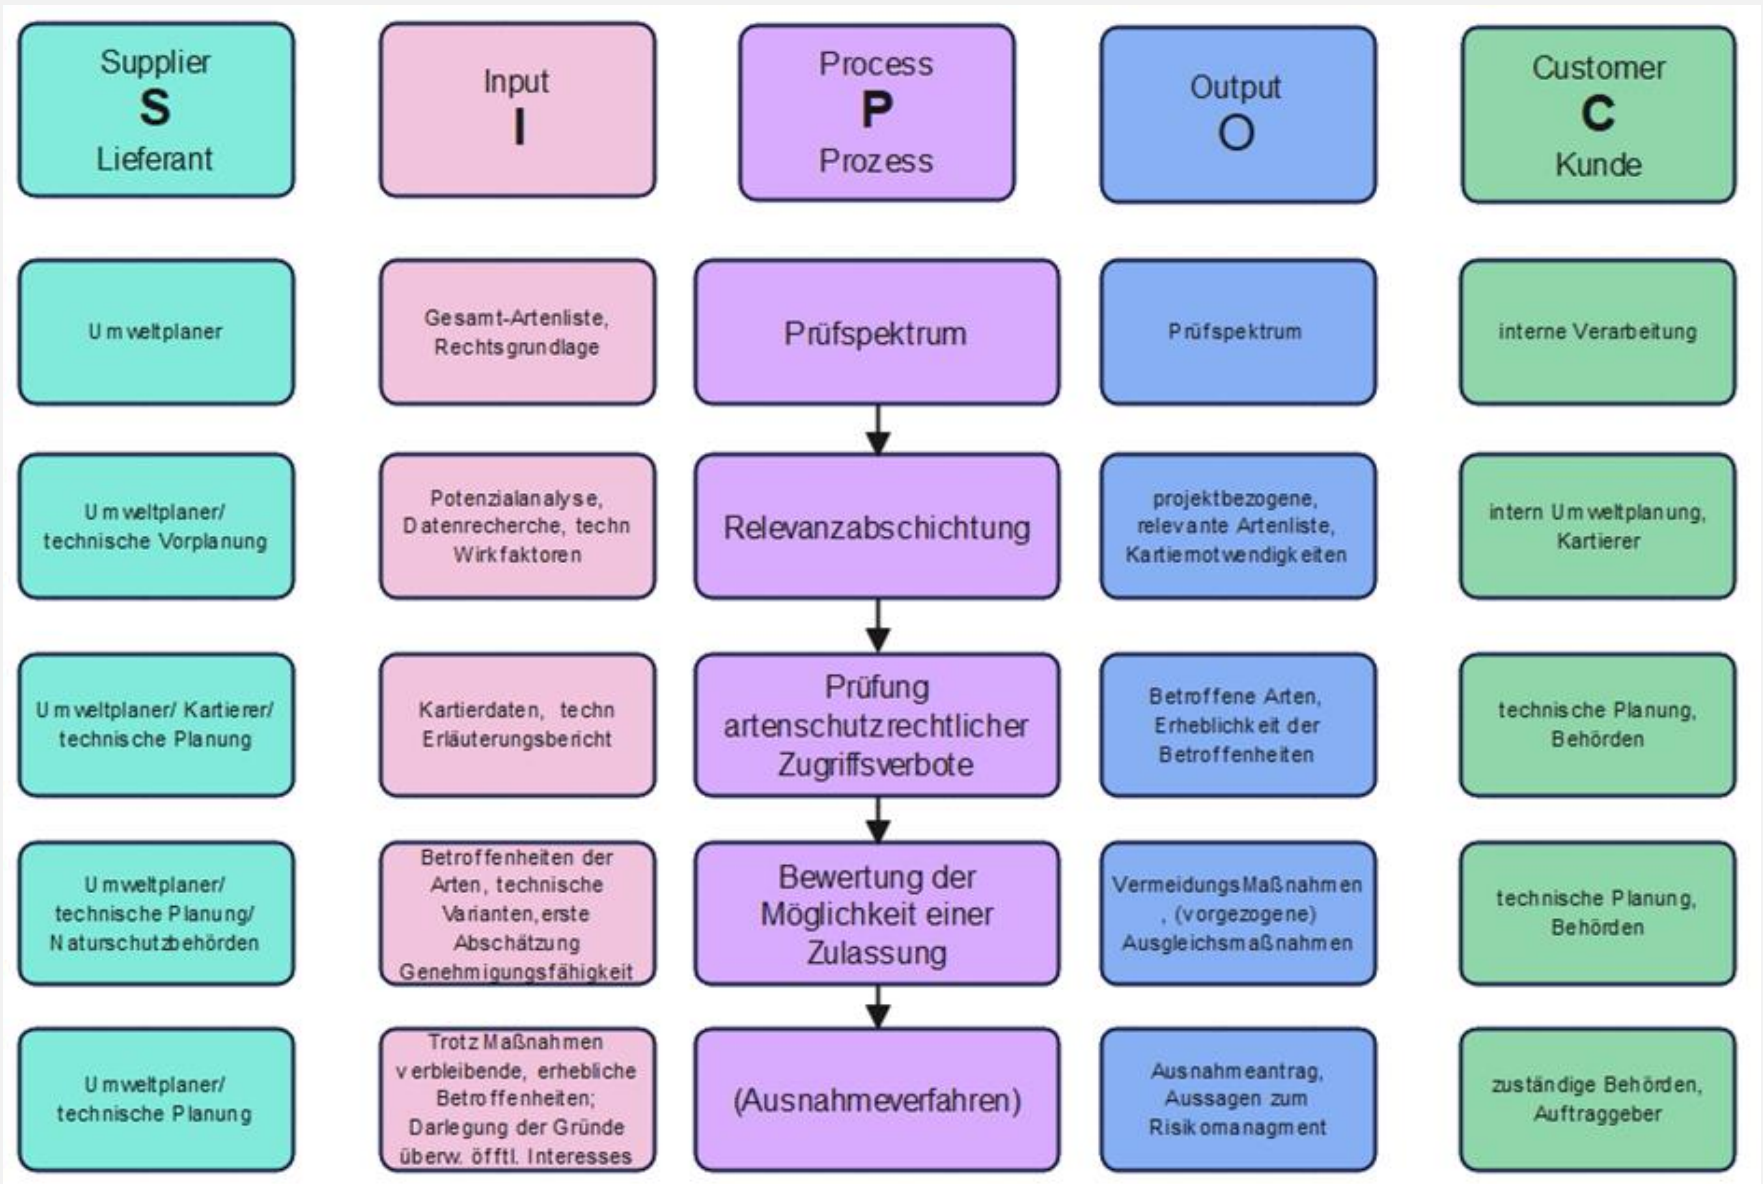 Supplier
S
Lieferant
Input
I
Process
P
Prozess
Output
O
Customer
C
Kunde
Umweltplaner
Gesamt-Artenliste,
Rechtsgrundlage
Prüfspektrum
Prüfspektrum
interne Verarbeitung
Umweltplaner/
technische Vorplanung
Potenzialanalyse,
Datenrecherche, techn
Wirkfaktoren
Relevanzabschichtung
projektbezogene,
relevante Artenliste,
Kartiernotwendigkeiten
intern Umweltplanung,
Kartierer
Umweltplaner/ Kartierer/
technische Planung
Kartierdaten, techn
Erläuterungsbericht
Prüfung
artenschutzrechtlicher
Zugriffsverbote
Betroffene Arten,
Erheblichkeit der
Betroffenheiten
technische Planung,
Behörden
Umweltplaner/
technische Planung/
Naturschutzbehörden
Betroffenheiten der
Arten, technische
Varianten,erste
Abschätzung
Genehmigungsfähigkeit
Bewertung der
Möglichkeit einer
Zulassung
VermeidungsMaßnahmen
, (vorgezogene)
Ausgleichsmaßnahmen
technische Planung,
Behörden
Umweltplaner/
technische Planung
Trotz Maßnahmen
verbleibende, erhebliche
Betroffenheiten;
Darlegung der Gründe
überw. öfftl. Interesses
(Ausnahmeverfahren)
Ausnahmeantrag,
Aussagen zum
Risikomanagment
zuständige Behörden,
Auftraggeber